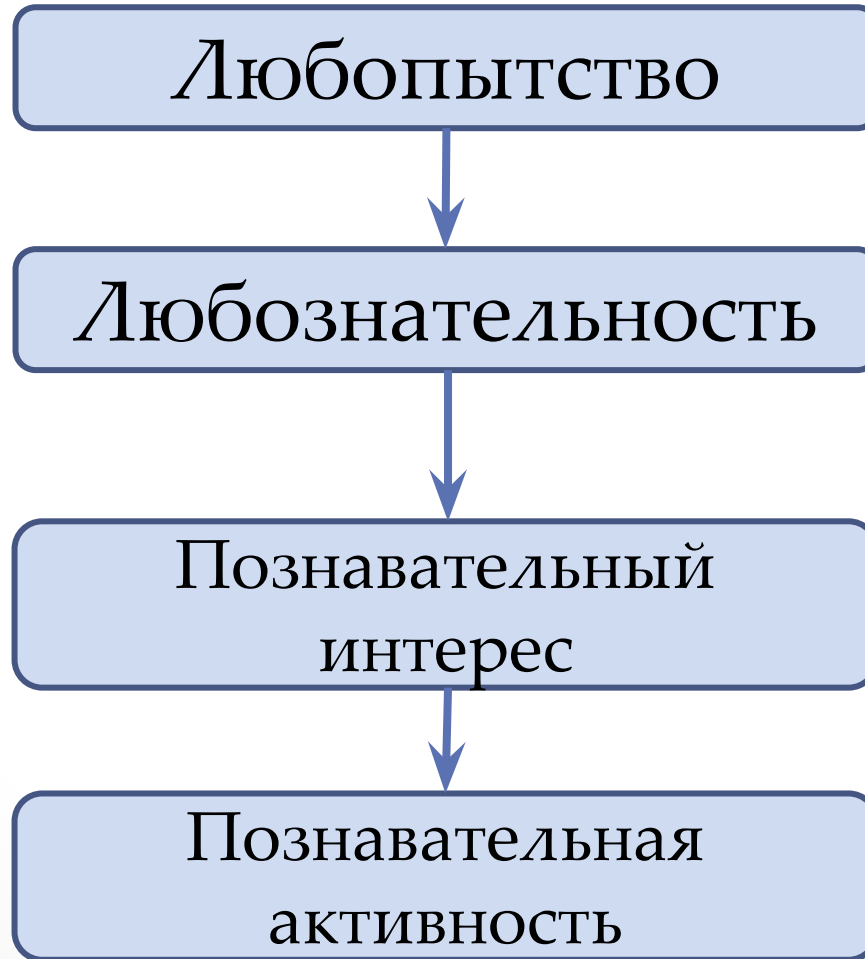 Любопытство
Любознательность
Познавательный
интерес
Познавательная
активность